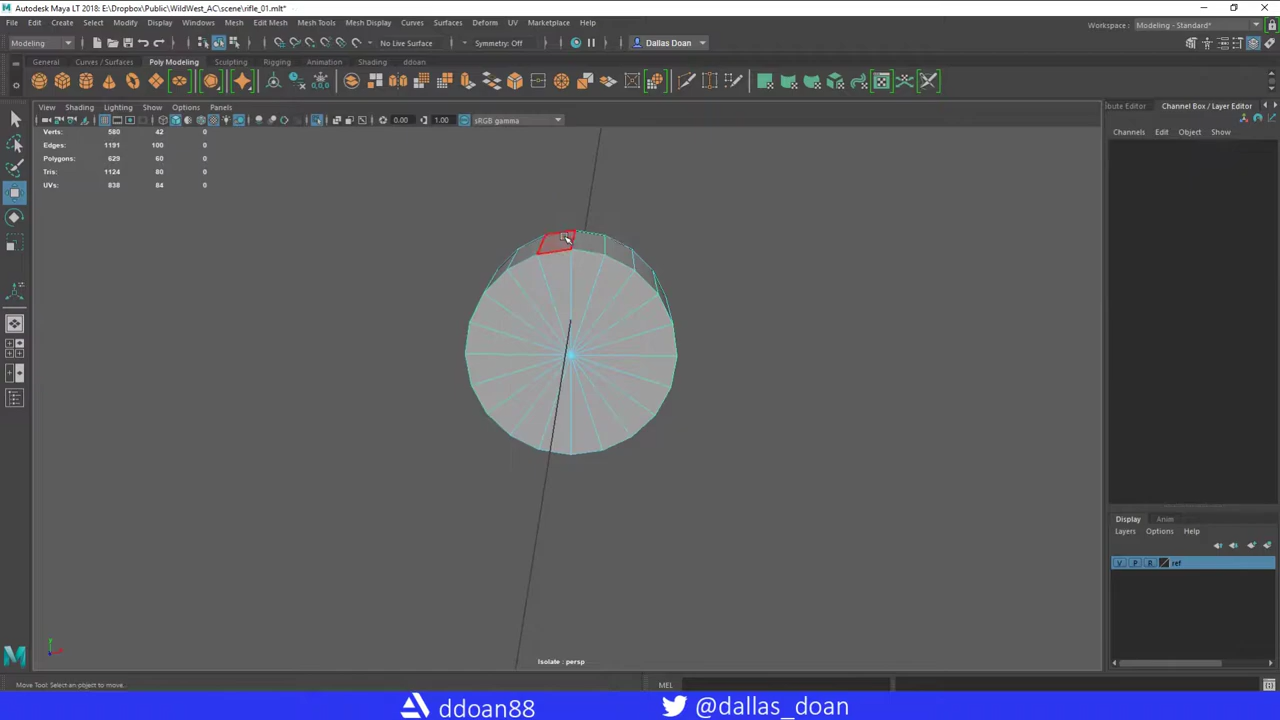 Autodesk Maya LT 2018: E:\Dropbox\Public\WildWest_AC\scene\rifle_01.mlt*
File Edit Create Select Modify Display Windows Mesh Edit Mesh Mesh Tools Mesh Display Curves Surfaces Deform UV Marketplace Help
Workspace : Modeling - Standard*
Modeling No Live Surface Symmetry: Off Dallas Doan
General Curves / Surfaces Poly Modeling Sculpting Rigging Animation Shading ddoan
View Shading Lighting Show Options Panels
0.00 1.00 sRGB gamma
Verts: 580 42 0
Edges: 1191 100 0
Polygons: 629 60 0
Tris: 1124 80 0
UVs: 838 84 0
Isolate : persp
Channel Box / Layer Editor
Channels Edit Object Show
Display Anim
Layers Options Help
V P R ref
Move Tool: Select an object to move.
MEL
ddoan88 @dallas_doan